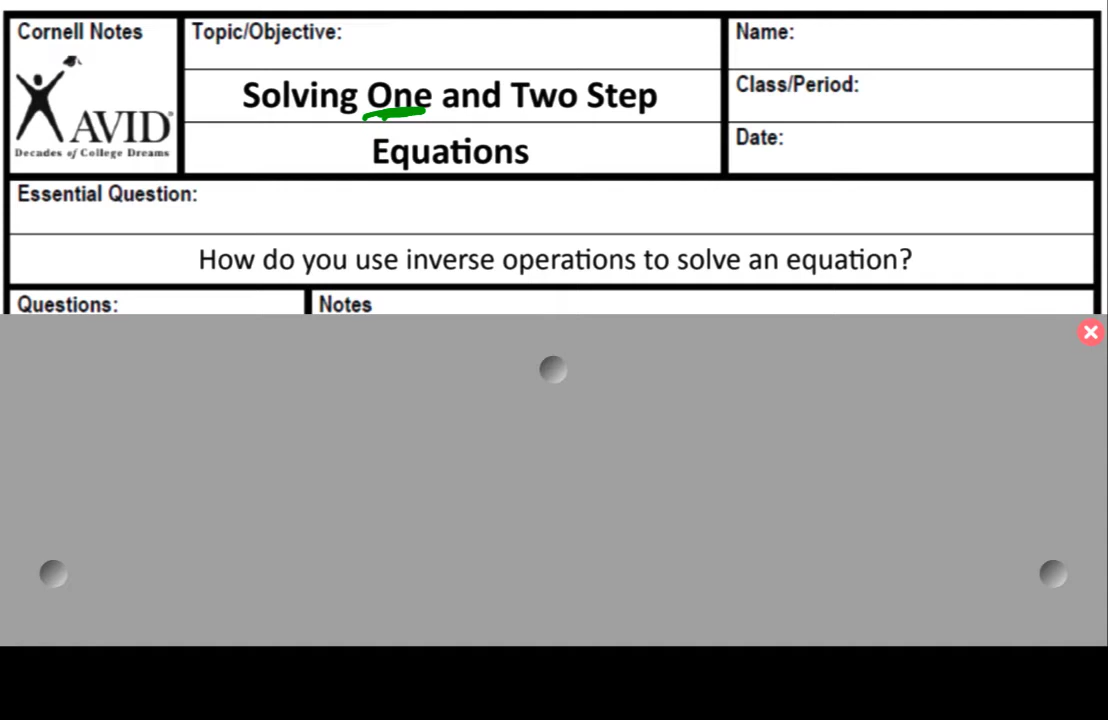 Cornell Notes
AVID
Decades of College Dreams
Topic/Objective:
Solving One and Two Step
Equations
Name:
Class/Period:
Date:
Essential Question:
How do you use inverse operations to solve an equation?
Questions:
Notes